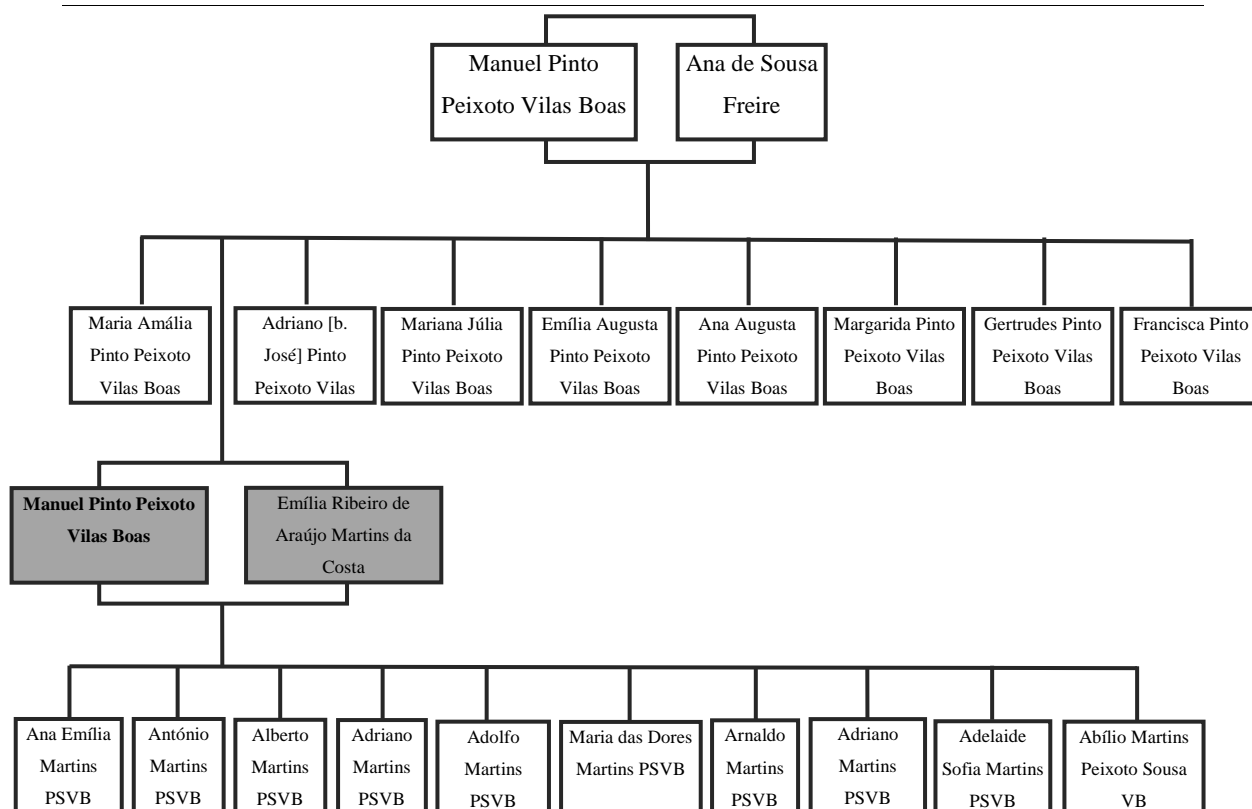 Manuel Pinto
Peixoto Vilas Boas
Ana de Sousa
Freire
Maria Amália
Pinto Peixoto
Vilas Boas
Adriano [b.
José] Pinto
Peixoto Vilas
Mariana Júlia
Pinto Peixoto
Vilas Boas
Emília Augusta
Pinto Peixoto
Vilas Boas
Ana Augusta
Pinto Peixoto
Vilas Boas
Margarida Pinto
Peixoto Vilas
Boas
Gertrudes Pinto
Peixoto Vilas
Boas
Francisca Pinto
Peixoto Vilas
Boas
Manuel Pinto Peixoto
Vilas Boas
Emília Ribeiro de
Araújo Martins da
Costa
Ana Emília
Martins
PSVB
António
Martins
PSVB
Alberto
Martins
PSVB
Adriano
Martins
PSVB
Adolfo
Martins
PSVB
Maria das Dores
Martins PSVB
Arnaldo
Martins
PSVB
Adriano
Martins
PSVB
Adelaide
Sofia Martins
PSVB
Abílio Martins
Peixoto Sousa
VB